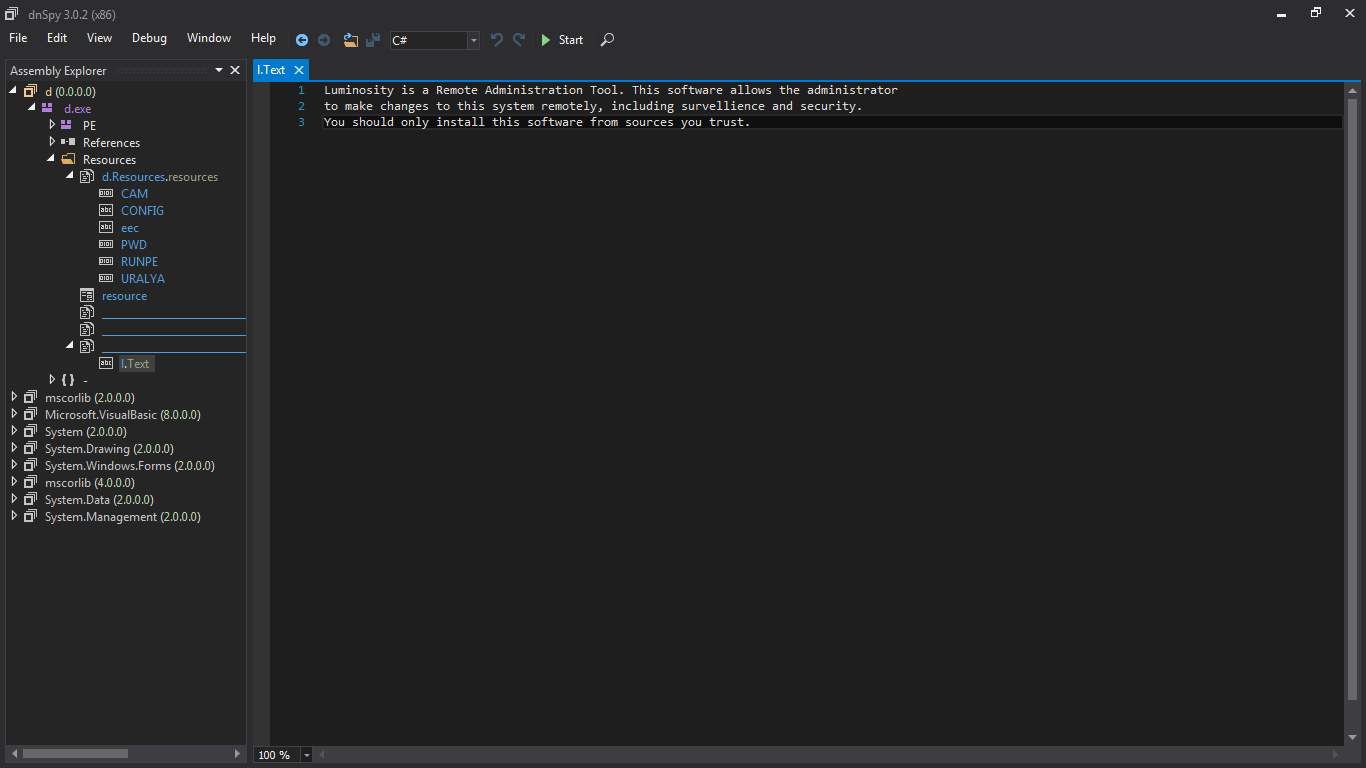 dnSpy 3.0.2 (x86)
File Edit View Debug Window Help C# Start
Assembly Explorer
l.Text
d (0.0.0.0)
d.exe
PE
References
Resources
d.Resources.resources
CAM
CONFIG
eec
PWD
RUNPE
URALYA
resource
l.Text
{ } -
mscorlib (2.0.0.0)
Microsoft.VisualBasic (8.0.0.0)
System (2.0.0.0)
System.Drawing (2.0.0.0)
System.Windows.Forms (2.0.0.0)
mscorlib (4.0.0.0)
System.Data (2.0.0.0)
System.Management (2.0.0.0)
1 Luminosity is a Remote Administration Tool. This software allows the administrator
2 to make changes to this system remotely, including survellience and security.
3 You should only install this software from sources you trust.
100 %